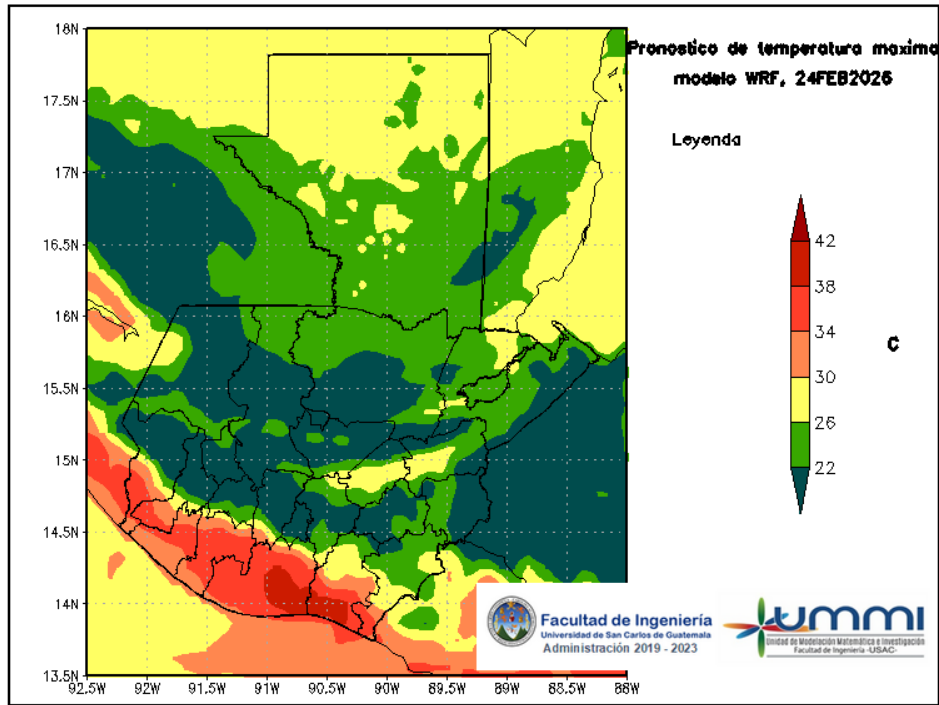 Pronostico de temperatura maxima
modelo WRF, 24FEB2026
Leyenda
42
38
34
30
26
22
C
18N
17.5N
17N
16.5N
16N
15.5N
15N
14.5N
14N
13.5N
92.5W
92W
91.5W
91W
90.5W
90W
89.5W
89W
88.5W
88W
Facultad de Ingeniería
Universidad de San Carlos de Guatemala
Administración 2019 - 2023
ummi
Unidad de Modelación Matemática e Investigación
Facultad de Ingeniería -USAC-